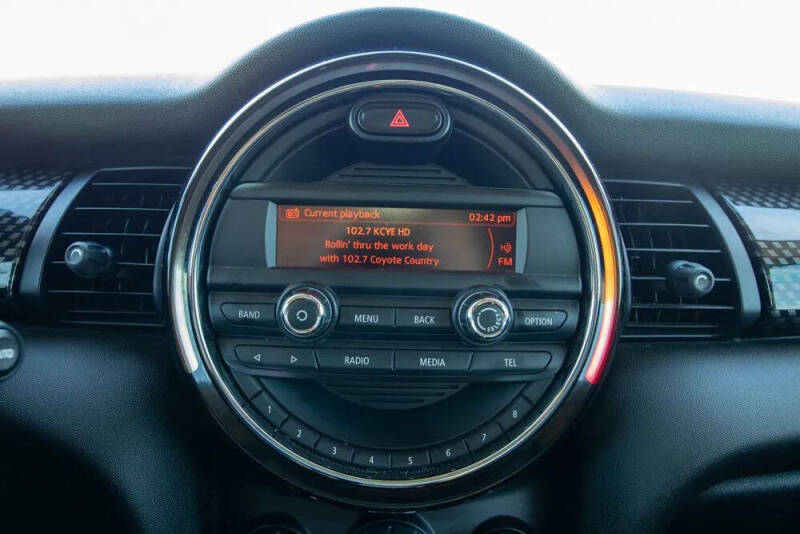 Current playback 02:42 pm
102.7 KCYE HD
Rollin' thru the work day
with 102.7 Coyote Country
FM
BAND MENU BACK SELECT OPTION
RADIO MEDIA TEL
1 2 3 4 5 6 7 8